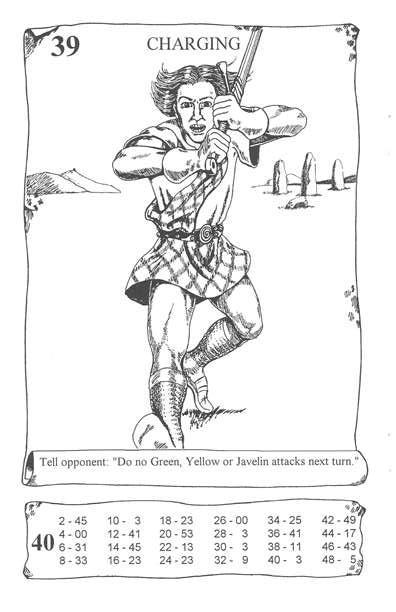 39 CHARGING
Tell opponent: "Do no Green, Yellow or Javelin attacks next turn."
40
2 - 45 10 - 3 18 - 23 26 - 00 34 - 25 42 - 49
4 - 00 12 - 41 20 - 53 28 - 3 36 - 41 44 - 17
6 - 31 14 - 45 22 - 13 30 - 3 38 - 11 46 - 43
8 - 33 16 - 23 24 - 23 32 - 9 40 - 3 48 - 5